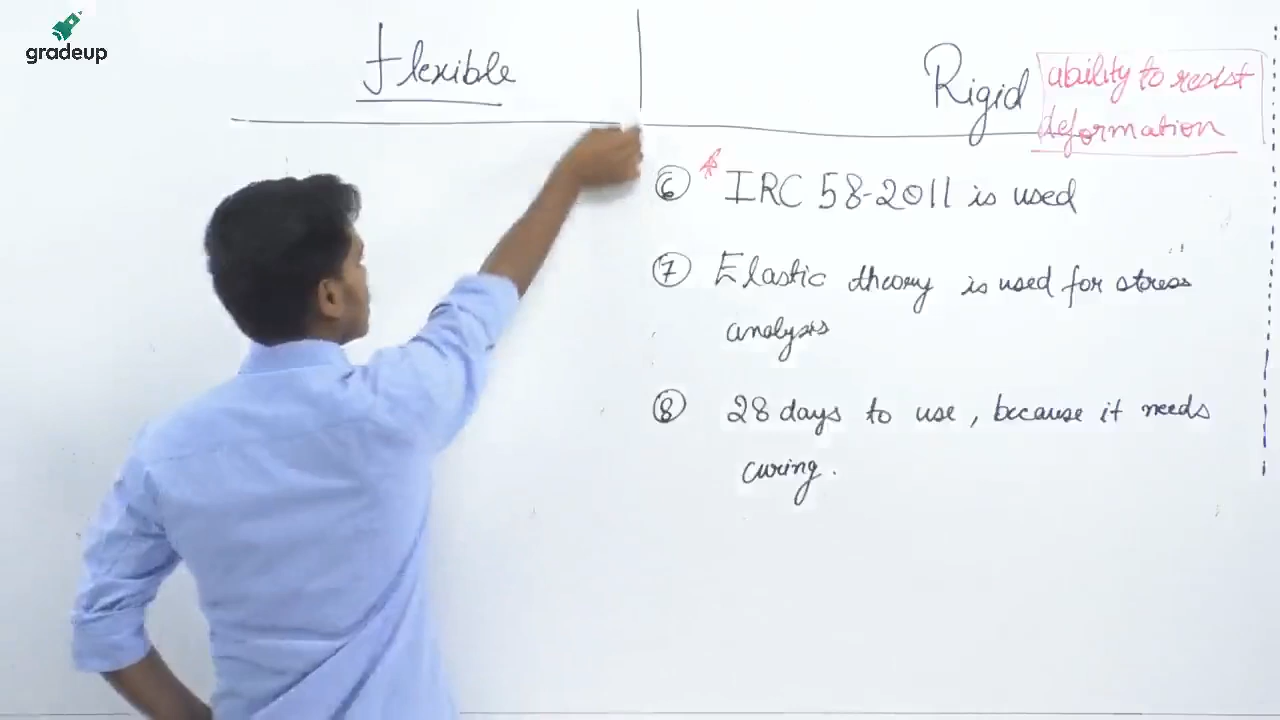 gradeup
Flexible
Rigid
ability to resist
deformation
⑥ * IRC 58-2011 is used
⑦ Elastic theory is used for stress
analysis
⑧ 28 days to use, because it needs
curing.